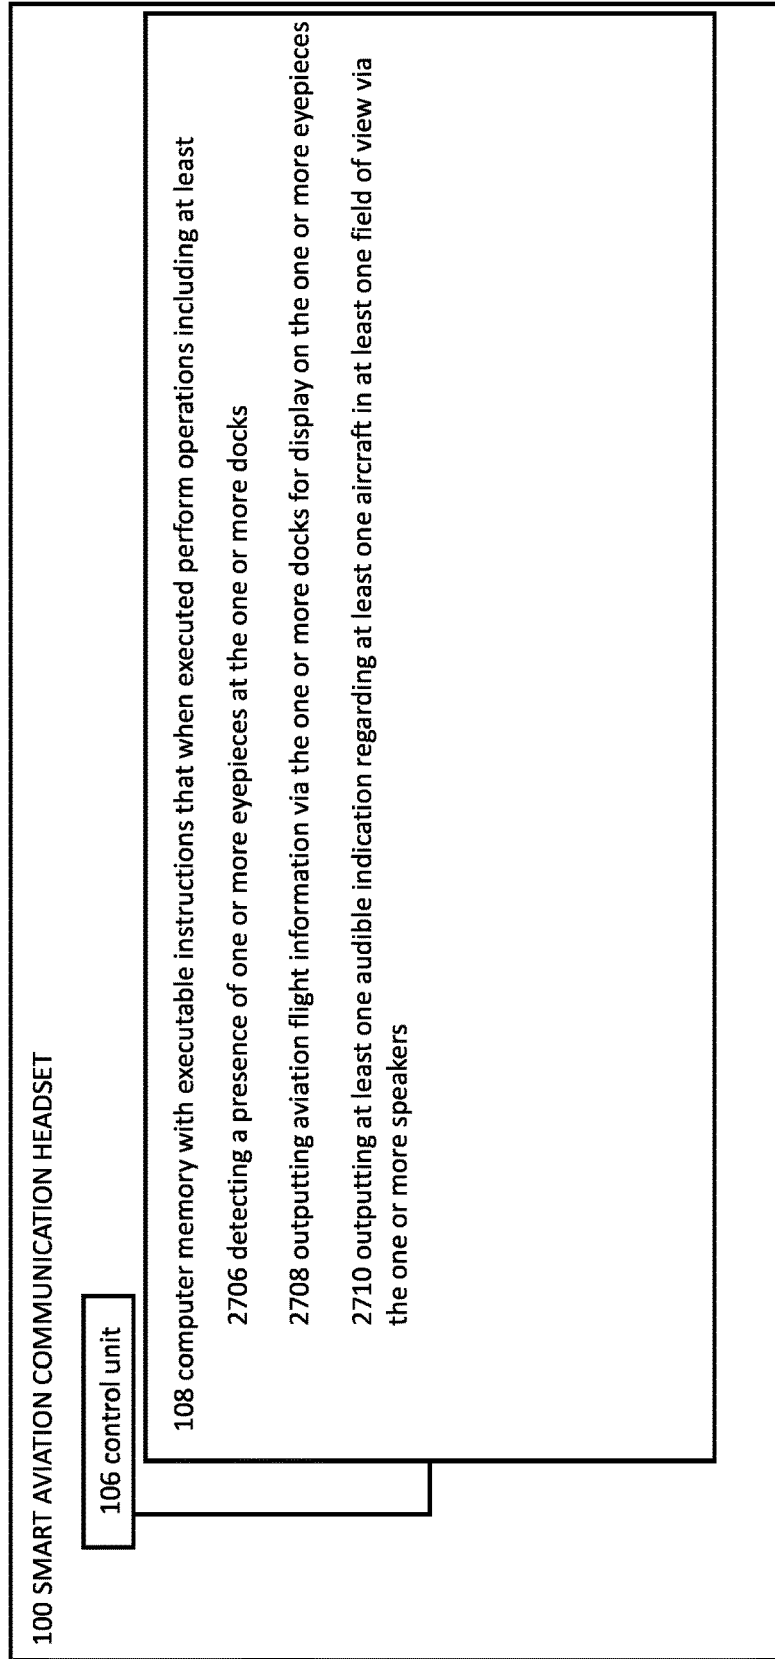 100 SMART AVIATION COMMUNICATION HEADSET
106 control unit
108 computer memory with executable instructions that when executed perform operations including at least
2706 detecting a presence of one or more eyepieces at the one or more docks
2708 outputting aviation flight information via the one or more docks for display on the one or more eyepieces
2710 outputting at least one audible indication regarding at least one aircraft in at least one field of view via
the one or more speakers